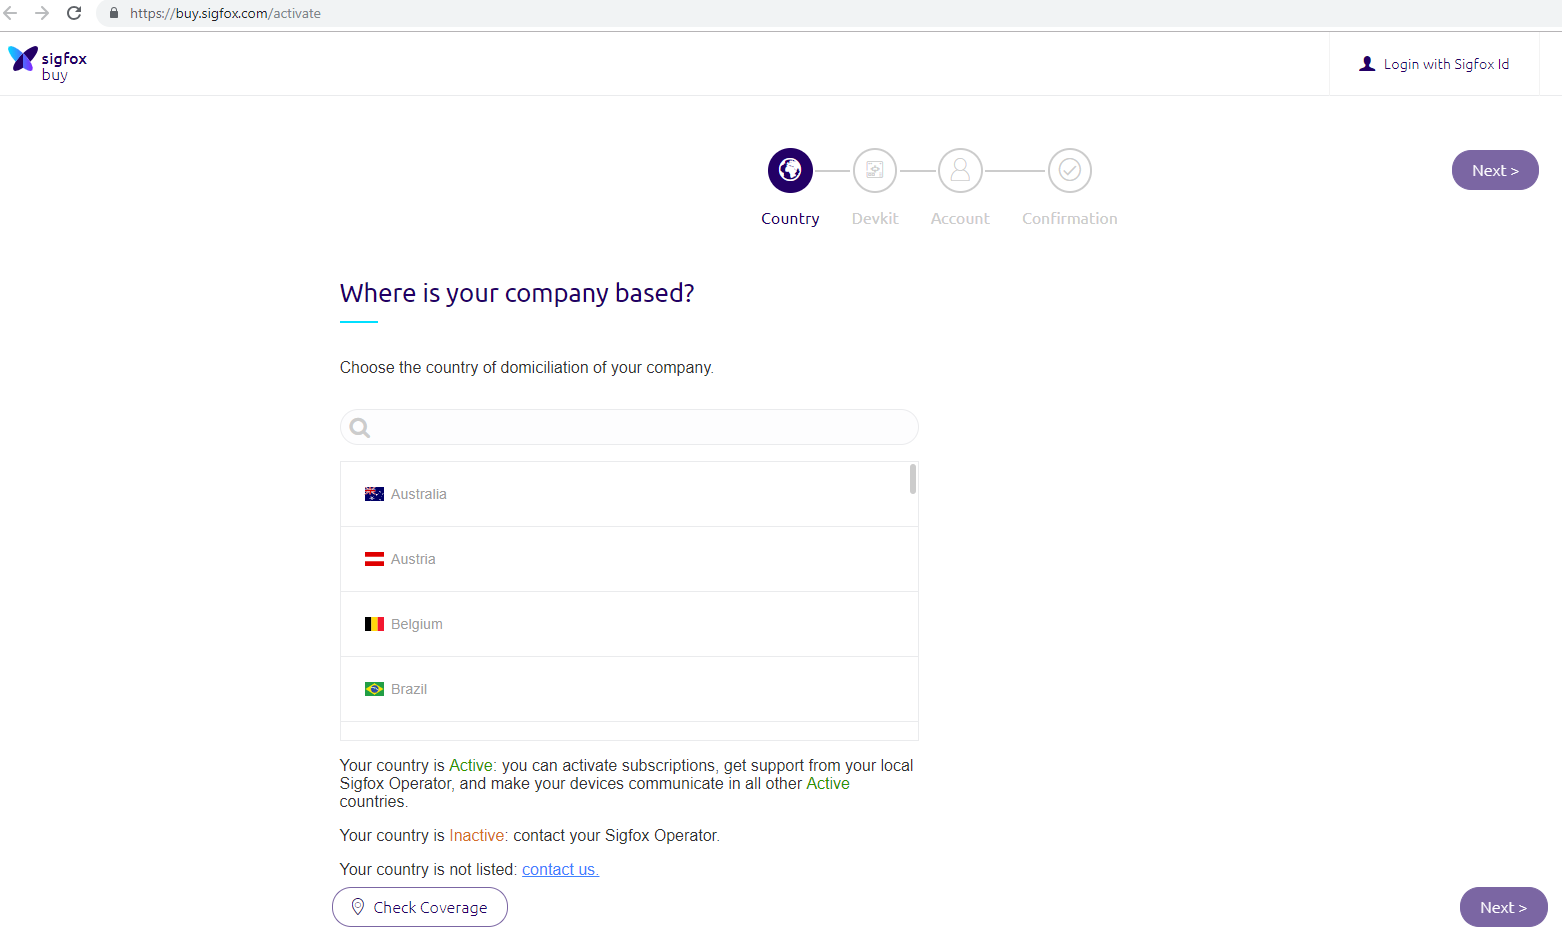 https://buy.sigfox.com/activate
sigfox
buy
Login with Sigfox Id
Next >
Country
Devkit
Account
Confirmation
Where is your company based?
Choose the country of domiciliation of your company.
Australia
Austria
Belgium
Brazil
Your country is Active: you can activate subscriptions, get support from your local
Sigfox Operator, and make your devices communicate in all other Active
countries.
Your country is Inactive: contact your Sigfox Operator.
Your country is not listed: contact us.
Check Coverage
Next >